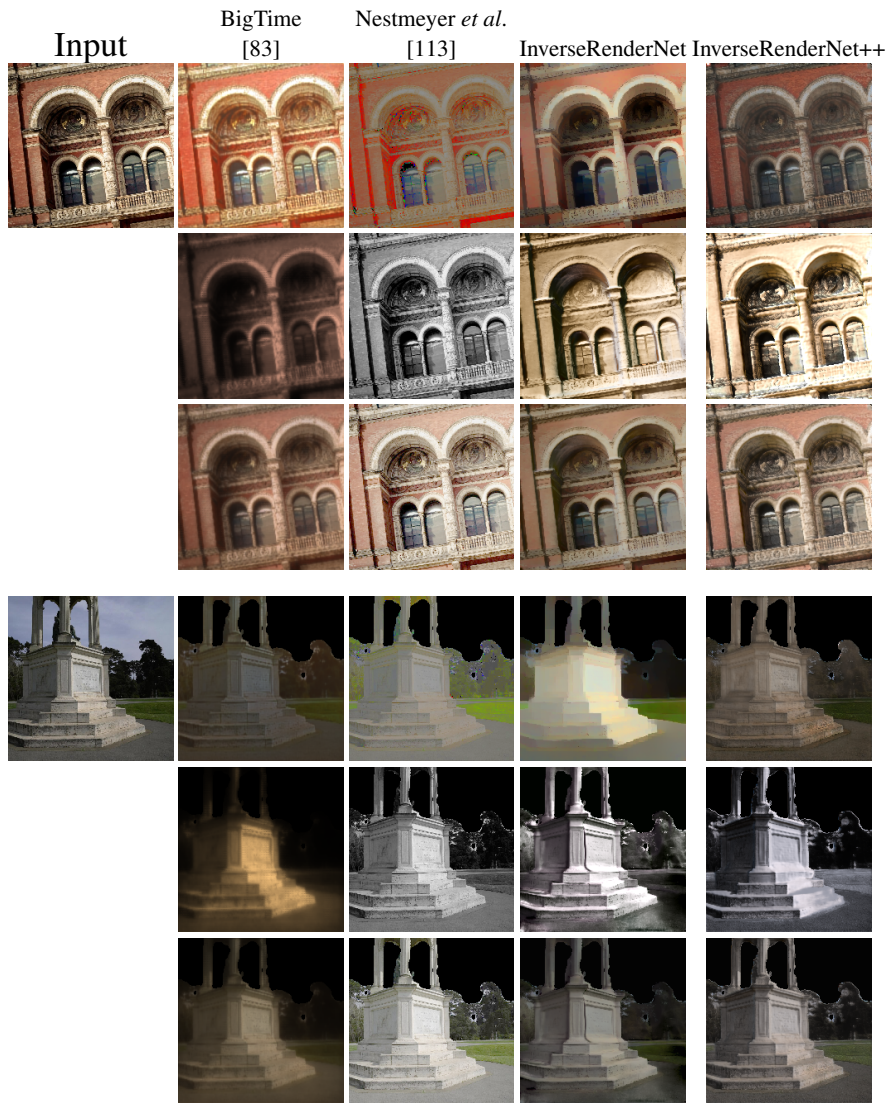 Input
BigTime
[83]
Nestmeyer et al.
[113]
InverseRenderNet
InverseRenderNet++